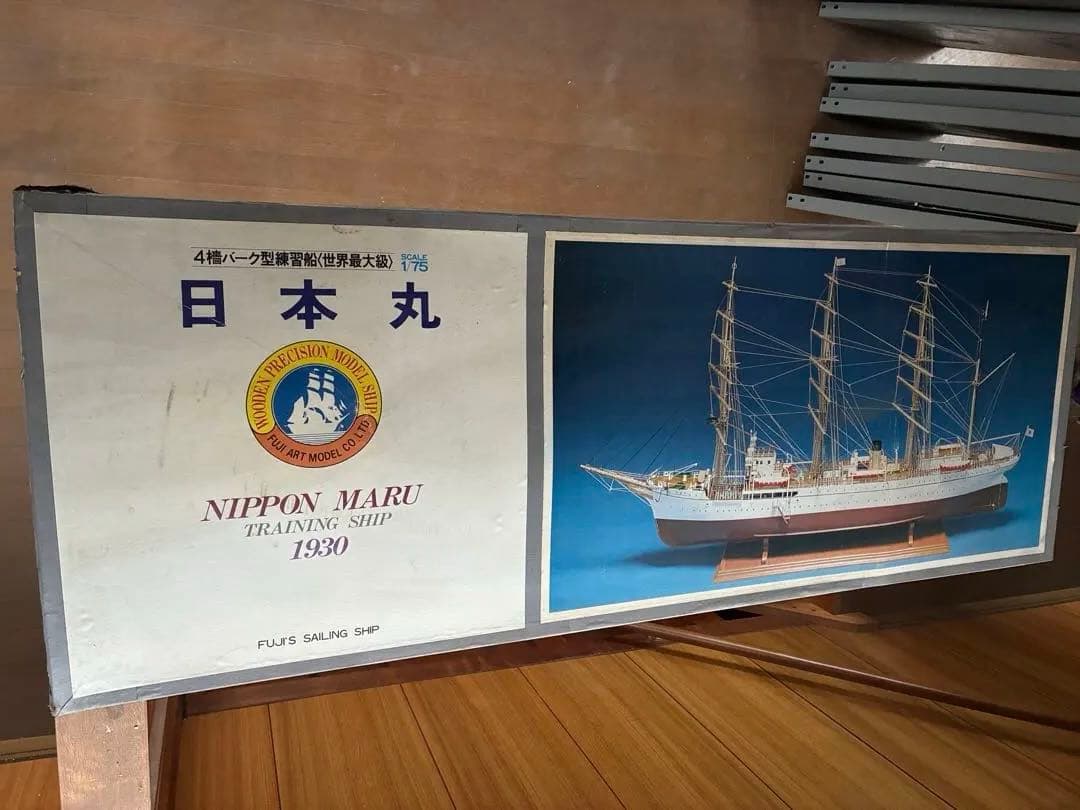 4檣バーク型練習船〈世界最大級〉 SCALE 1/75
日本丸
WOODEN PRECISION MODEL SHIP
FUJI ART MODEL CO.LTD.
NIPPON MARU
TRAINING SHIP
1930
FUJI'S SAILING SHIP